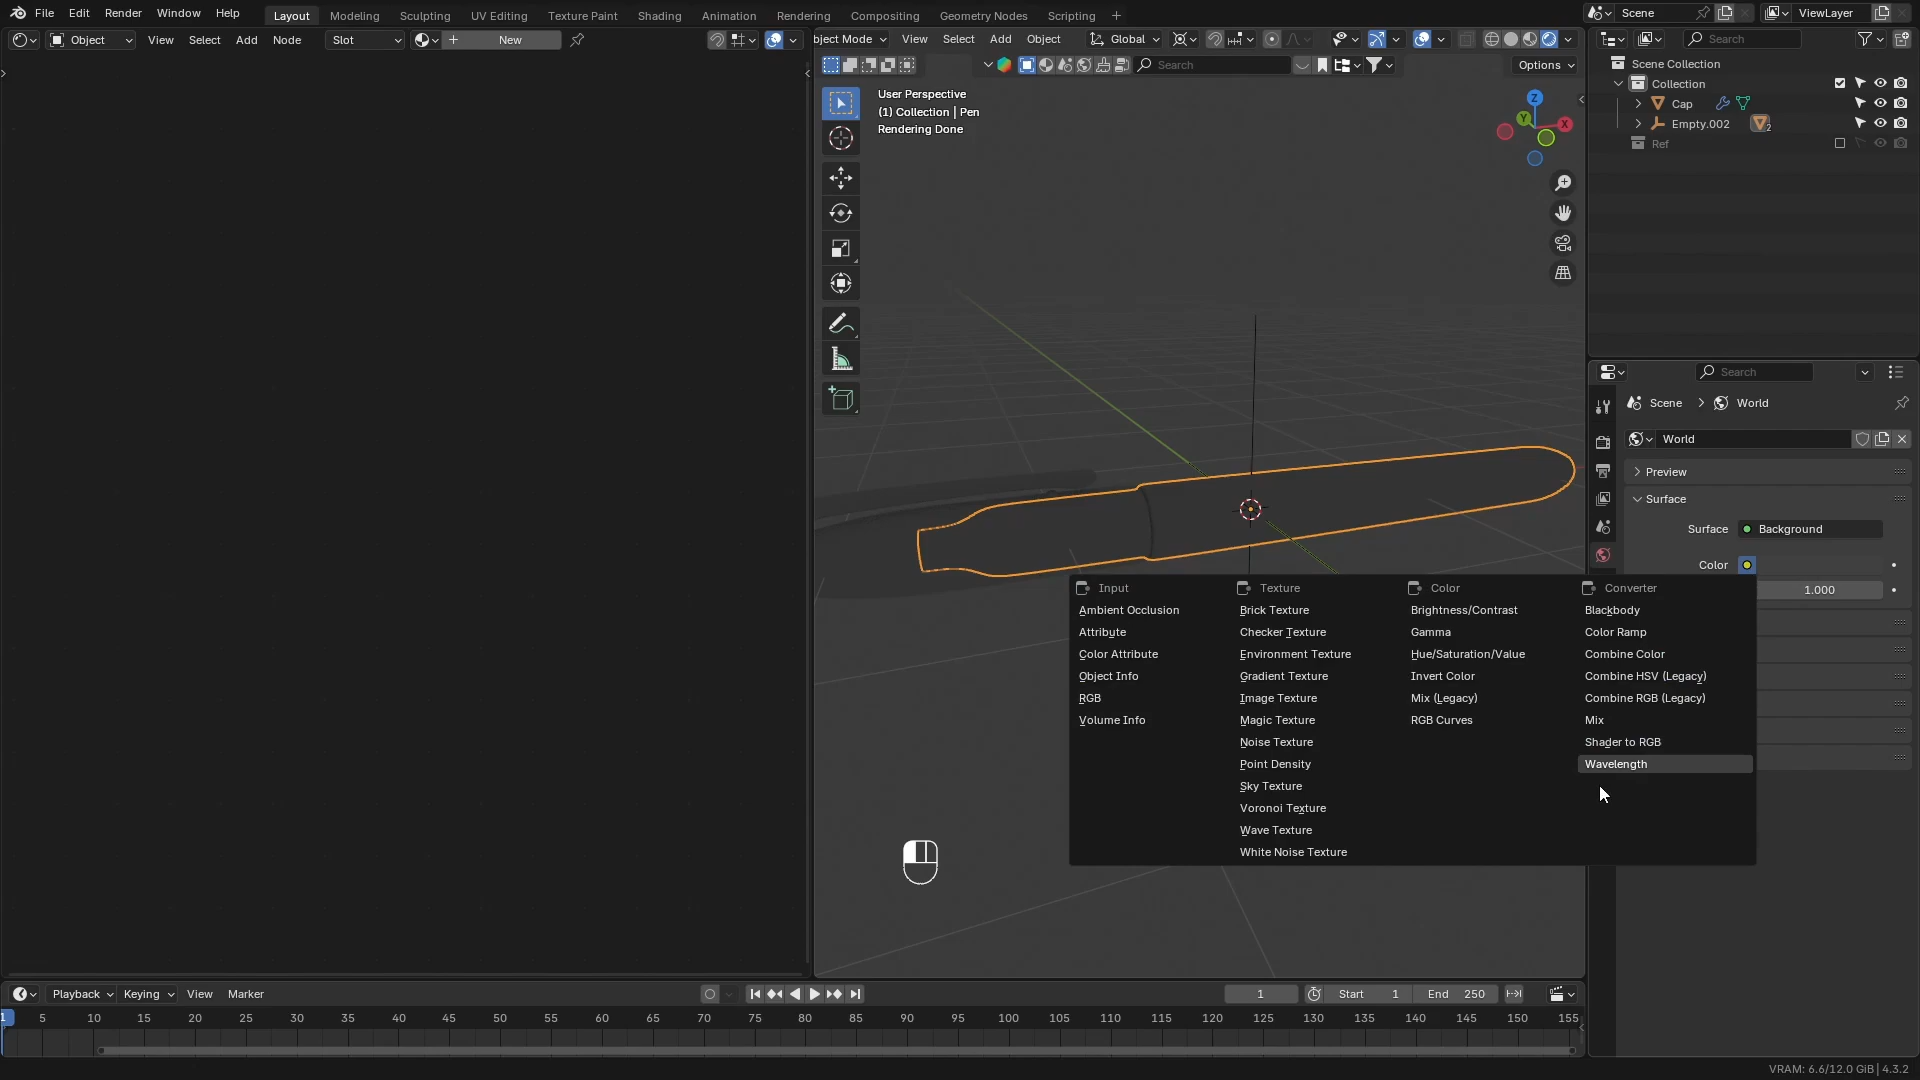 File Edit Render Window Help Layout Modeling Sculpting UV Editing Texture Paint Shading Animation Rendering Compositing Geometry Nodes Scripting + Scene ViewLayer
Object View Select Add Node Slot New
bject Mode View Select Add Object Global
Search Options
User Perspective
(1) Collection | Pen
Rendering Done
Z
Y
X
Search
Scene Collection
Collection
Cap
Empty.002 2
Ref
Search
Scene > World
World
Preview
Surface
Surface Background
Color
1.000
Input
Ambient Occlusion
Attribute
Color Attribute
Object Info
RGB
Volume Info
Texture
Brick Texture
Checker Texture
Environment Texture
Gradient Texture
Image Texture
Magic Texture
Noise Texture
Point Density
Sky Texture
Voronoi Texture
Wave Texture
White Noise Texture
Color
Brightness/Contrast
Gamma
Hue/Saturation/Value
Invert Color
Mix (Legacy)
RGB Curves
Converter
Blackbody
Color Ramp
Combine Color
Combine HSV (Legacy)
Combine RGB (Legacy)
Mix
Shader to RGB
Wavelength
Playback Keying View Marker 1 Start 1 End 250
1 5 10 15 20 25 30 35 40 45 50 55 60 65 70 75 80 85 90 95 100 105 110 115 120 125 130 135 140 145 150 155
VRAM: 6.6/12.0 GiB | 4.3.2